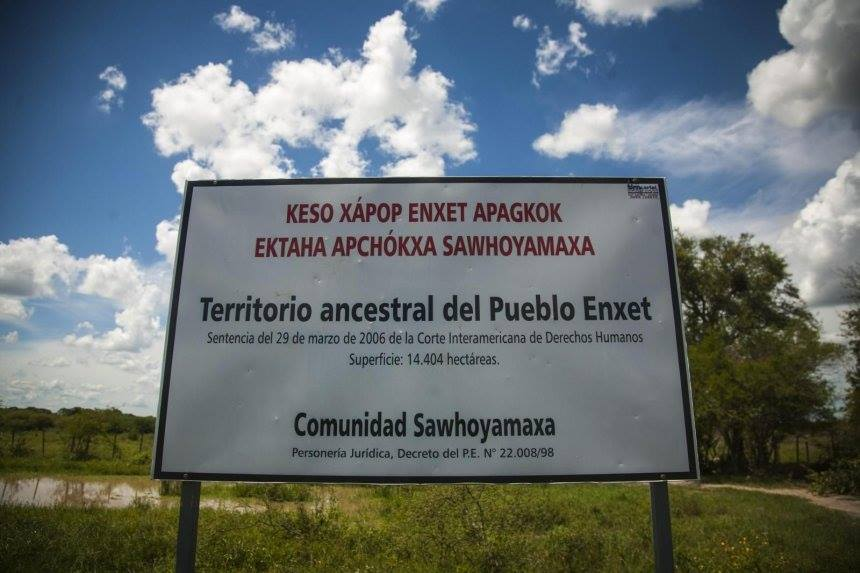 KESO XÁPOP ENXET APAGKOK
EKTAHA APCHÓKXA SAWHOYAMAXA
Territorio ancestral del Pueblo Enxet
Sentencia del 29 de marzo de 2006 de la Corte Interamericana de Derechos Humanos
Superficie: 14.404 hectáreas.
Comunidad Sawhoyamaxa
Personería Jurídica, Decreto del P.E. N° 22.008/98